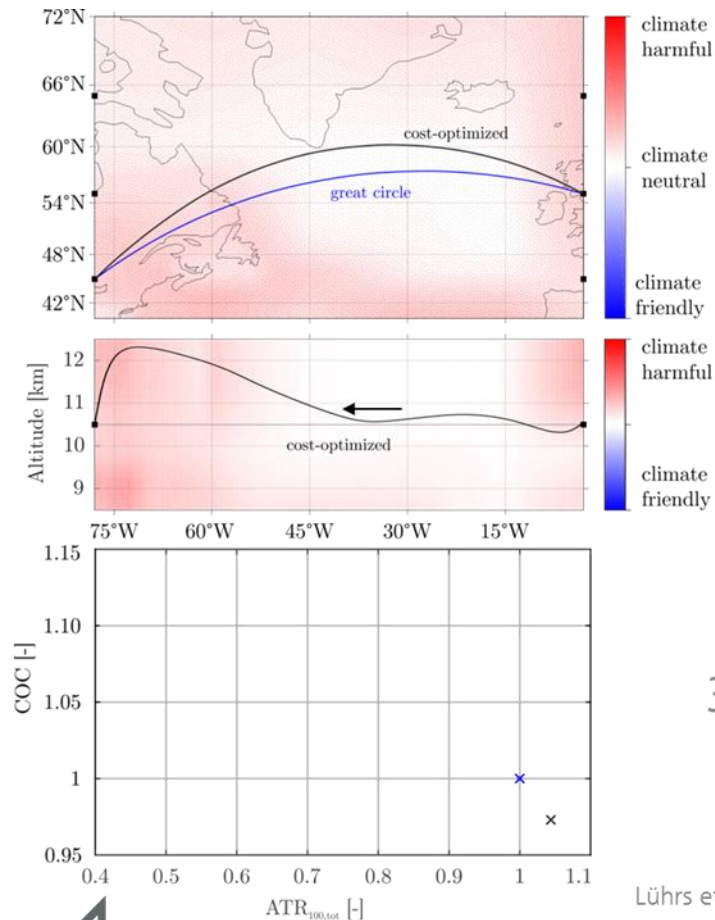 72°N
66°N
60°N
54°N
48°N
42°N
cost-optimized
great circle
climate
harmful
climate
neutral
climate
friendly
Altitude [km]
12
11
10
9
cost-optimized
climate
harmful
climate
friendly
75°W 60°W 45°W 30°W 15°W
COC [-]
1.15
1.10
1.05
1
0.95
0.4 0.5 0.6 0.7 0.8 0.9 1 1.1
ATR100,tot [-]
Lührs e